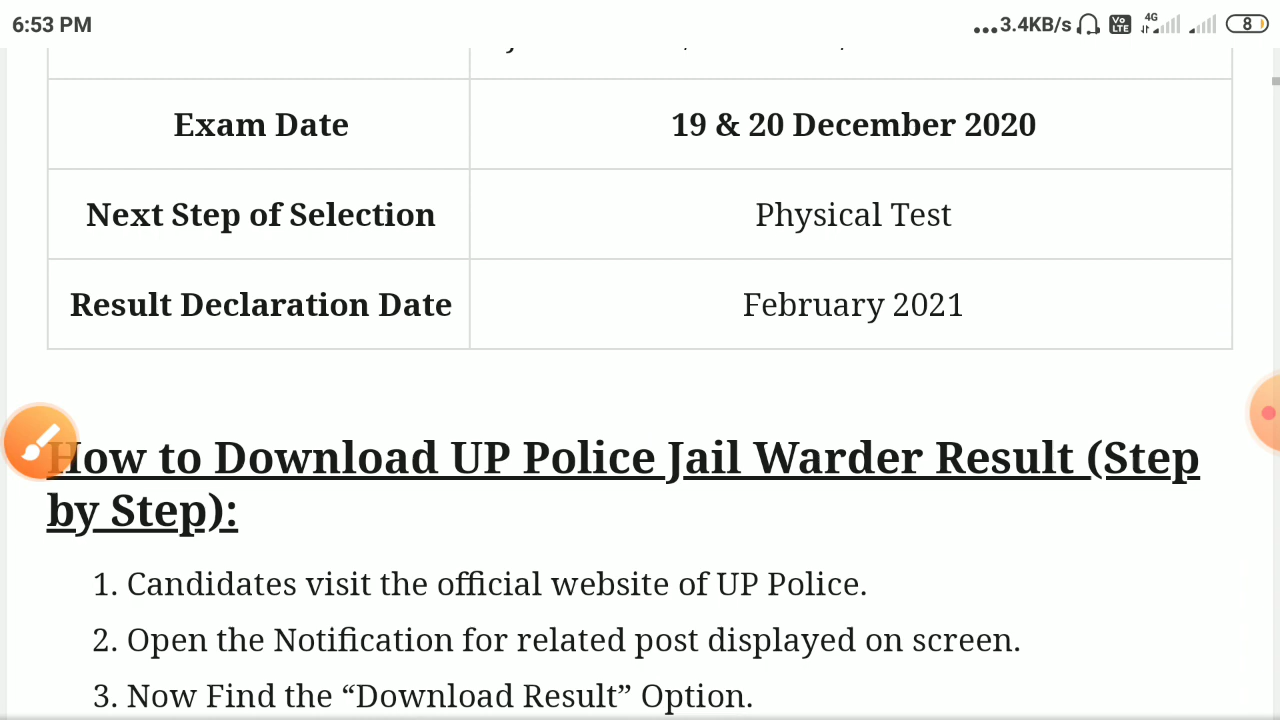 6:53 PM
...3.4KB/s Vo LTE 4G 8
Exam Date 19 & 20 December 2020
Next Step of Selection Physical Test
Result Declaration Date February 2021
How to Download UP Police Jail Warder Result (Step
by Step):
1. Candidates visit the official website of UP Police.
2. Open the Notification for related post displayed on screen.
3. Now Find the “Download Result” Option.